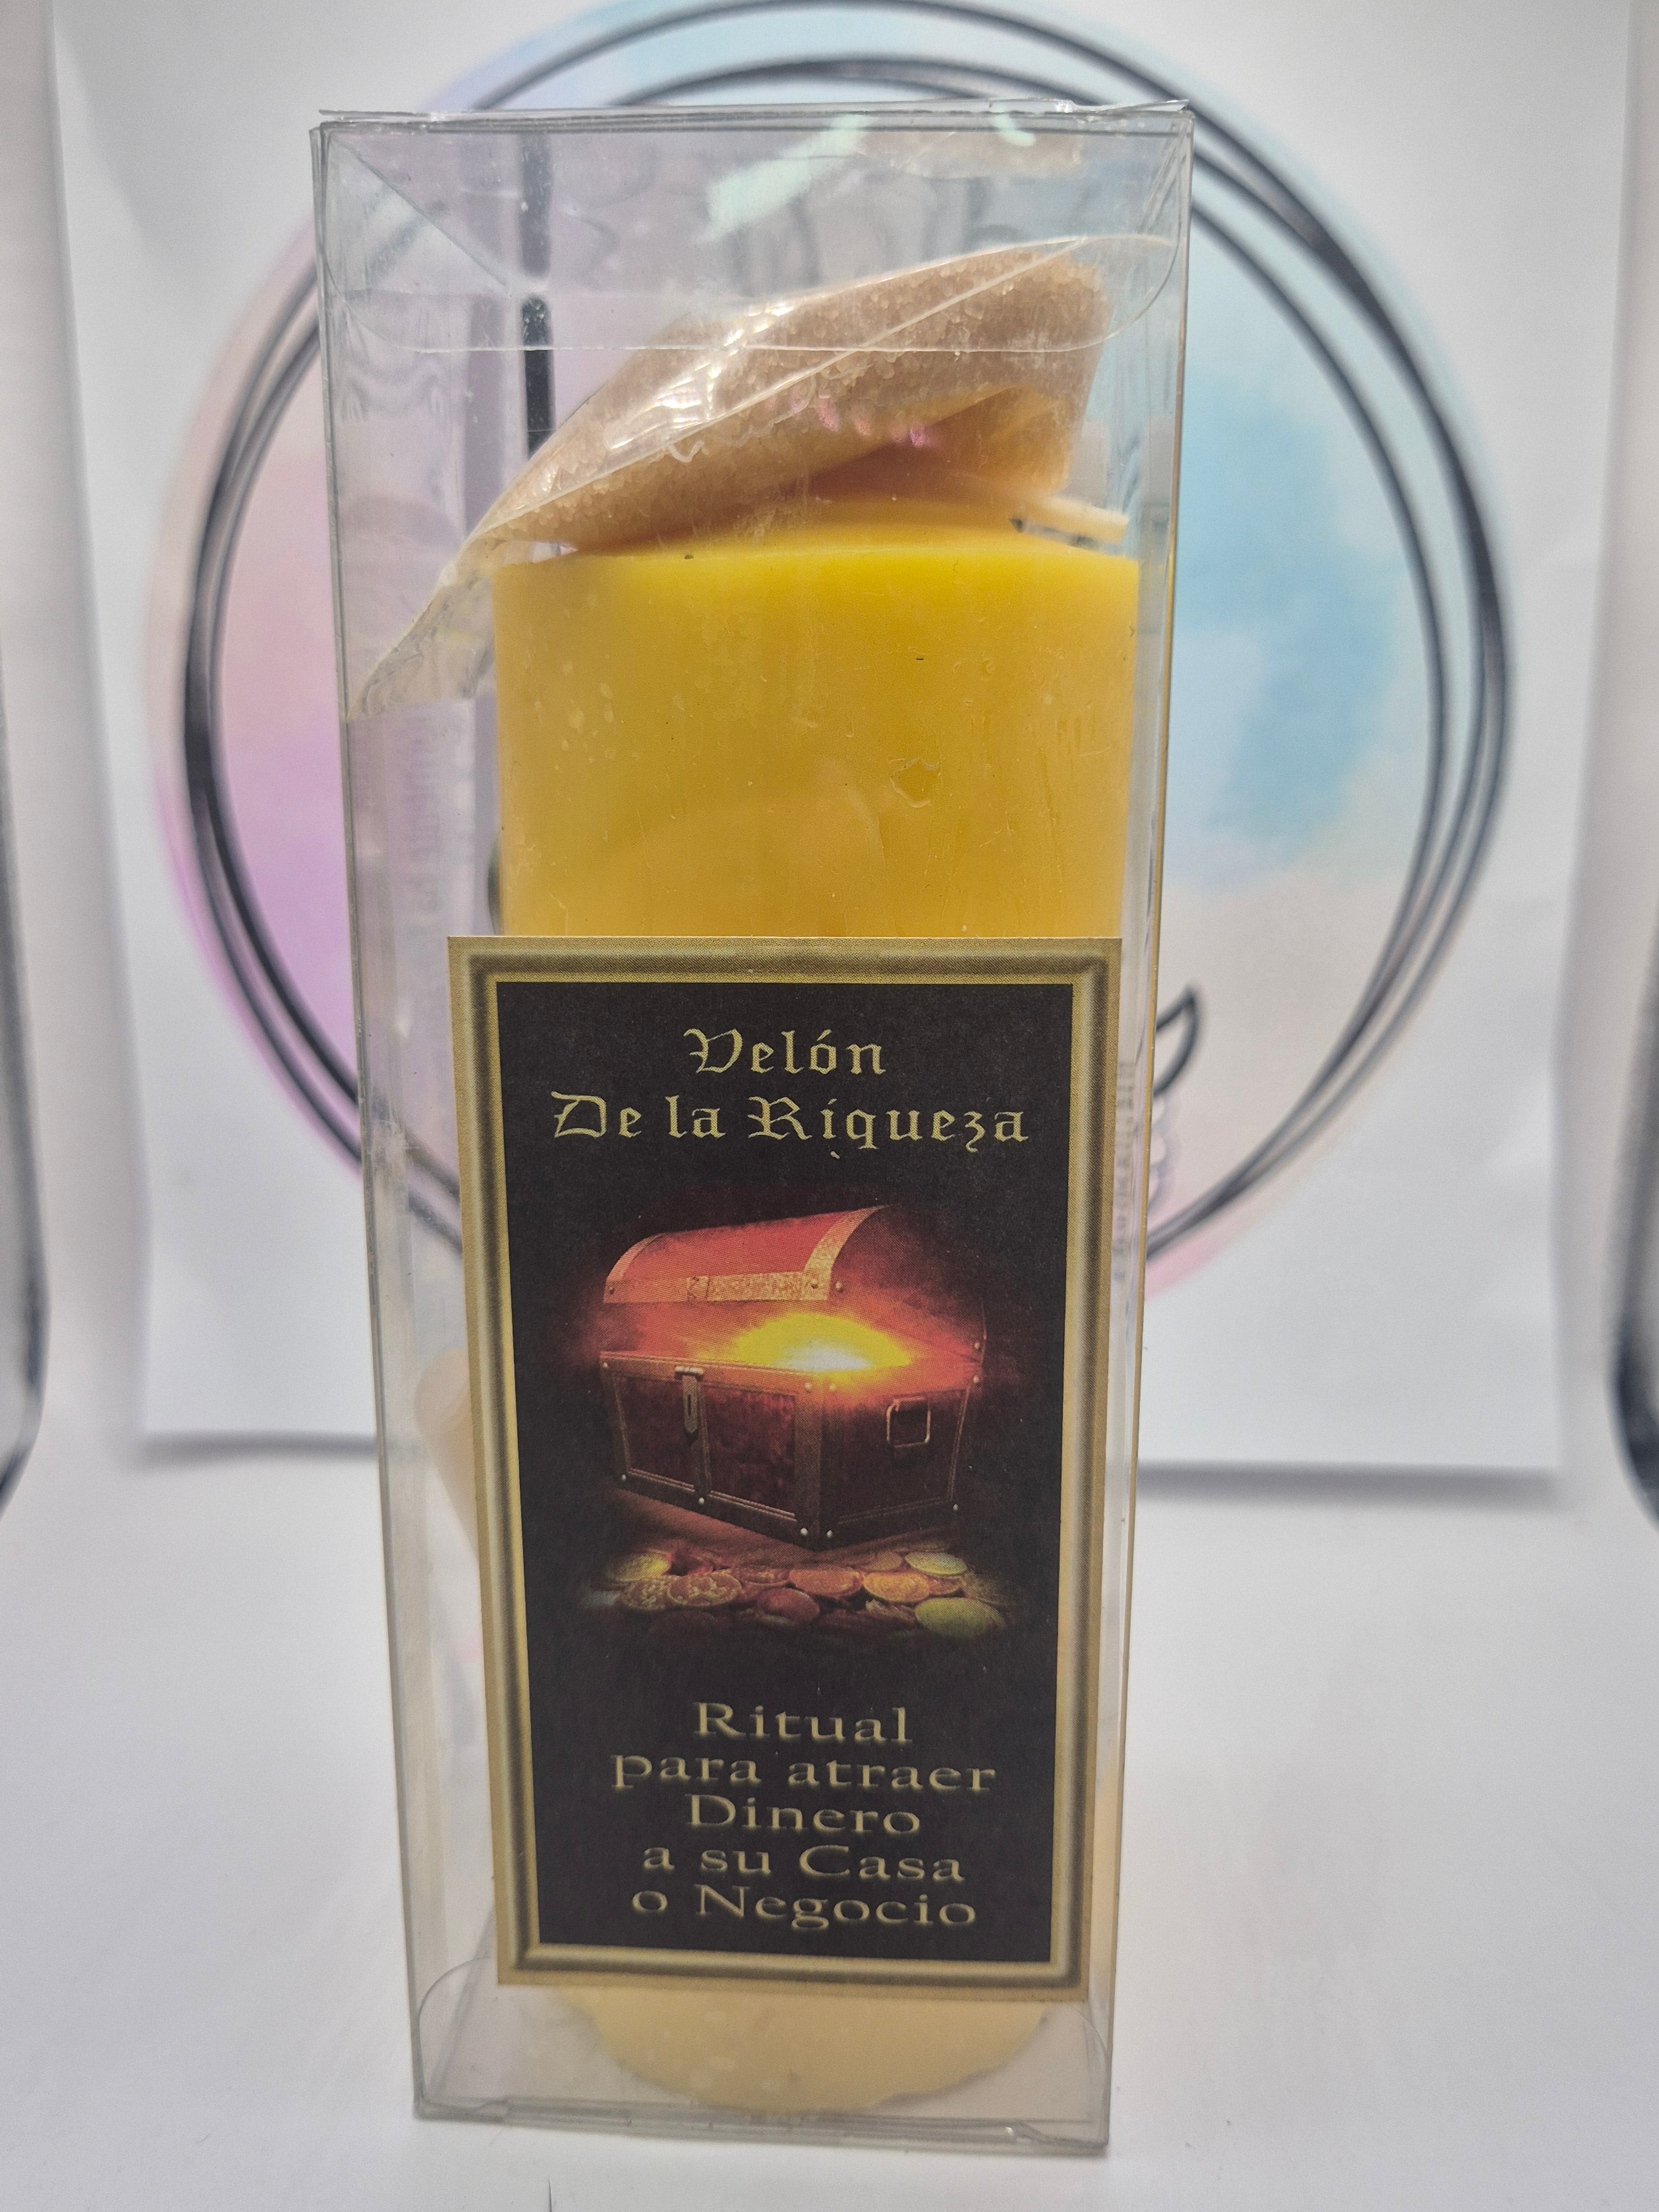 Velón
De la Riqueza
Ritual
para atraer
Dinero
a su Casa
o Negocio